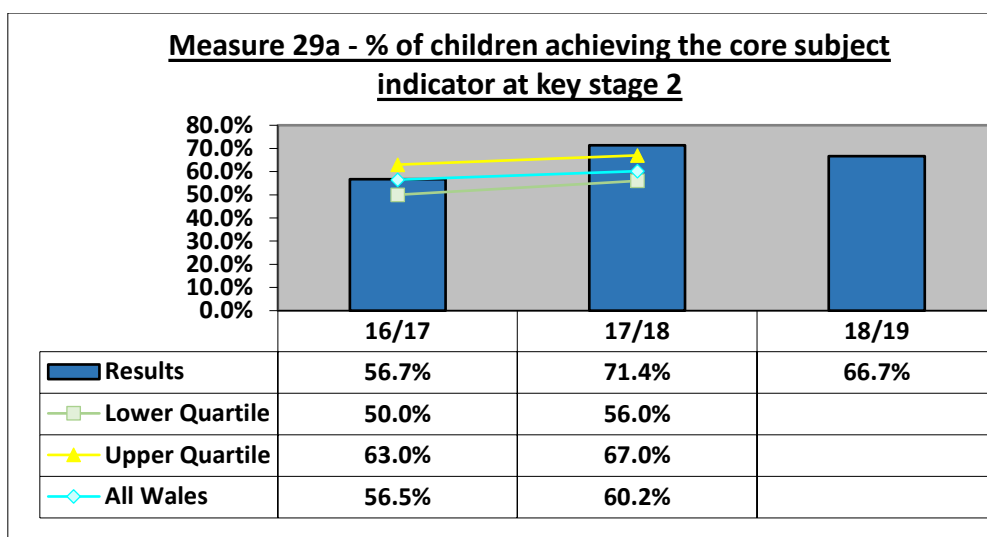 Measure 29a - % of children achieving the core subject
indicator at key stage 2
80.0%
70.0%
60.0%
50.0%
40.0%
30.0%
20.0%
10.0%
0.0%
16/17 17/18 18/19
Results 56.7% 71.4% 66.7%
Lower Quartile 50.0% 56.0%
Upper Quartile 63.0% 67.0%
All Wales 56.5% 60.2%